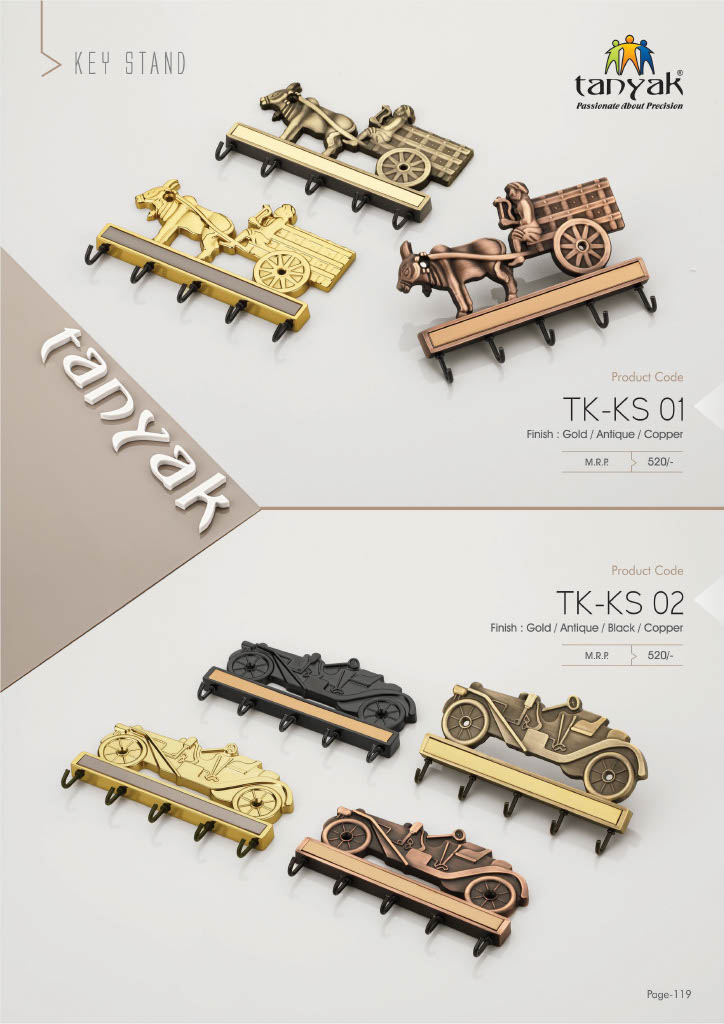 KEY STAND
tanyak®
Passionate About Precision
tanyak
Product Code
TK-KS 01
Finish : Gold / Antique / Copper
M.R.P. 520/-
Product Code
TK-KS 02
Finish : Gold / Antique / Black / Copper
M.R.P. 520/-
Page-119